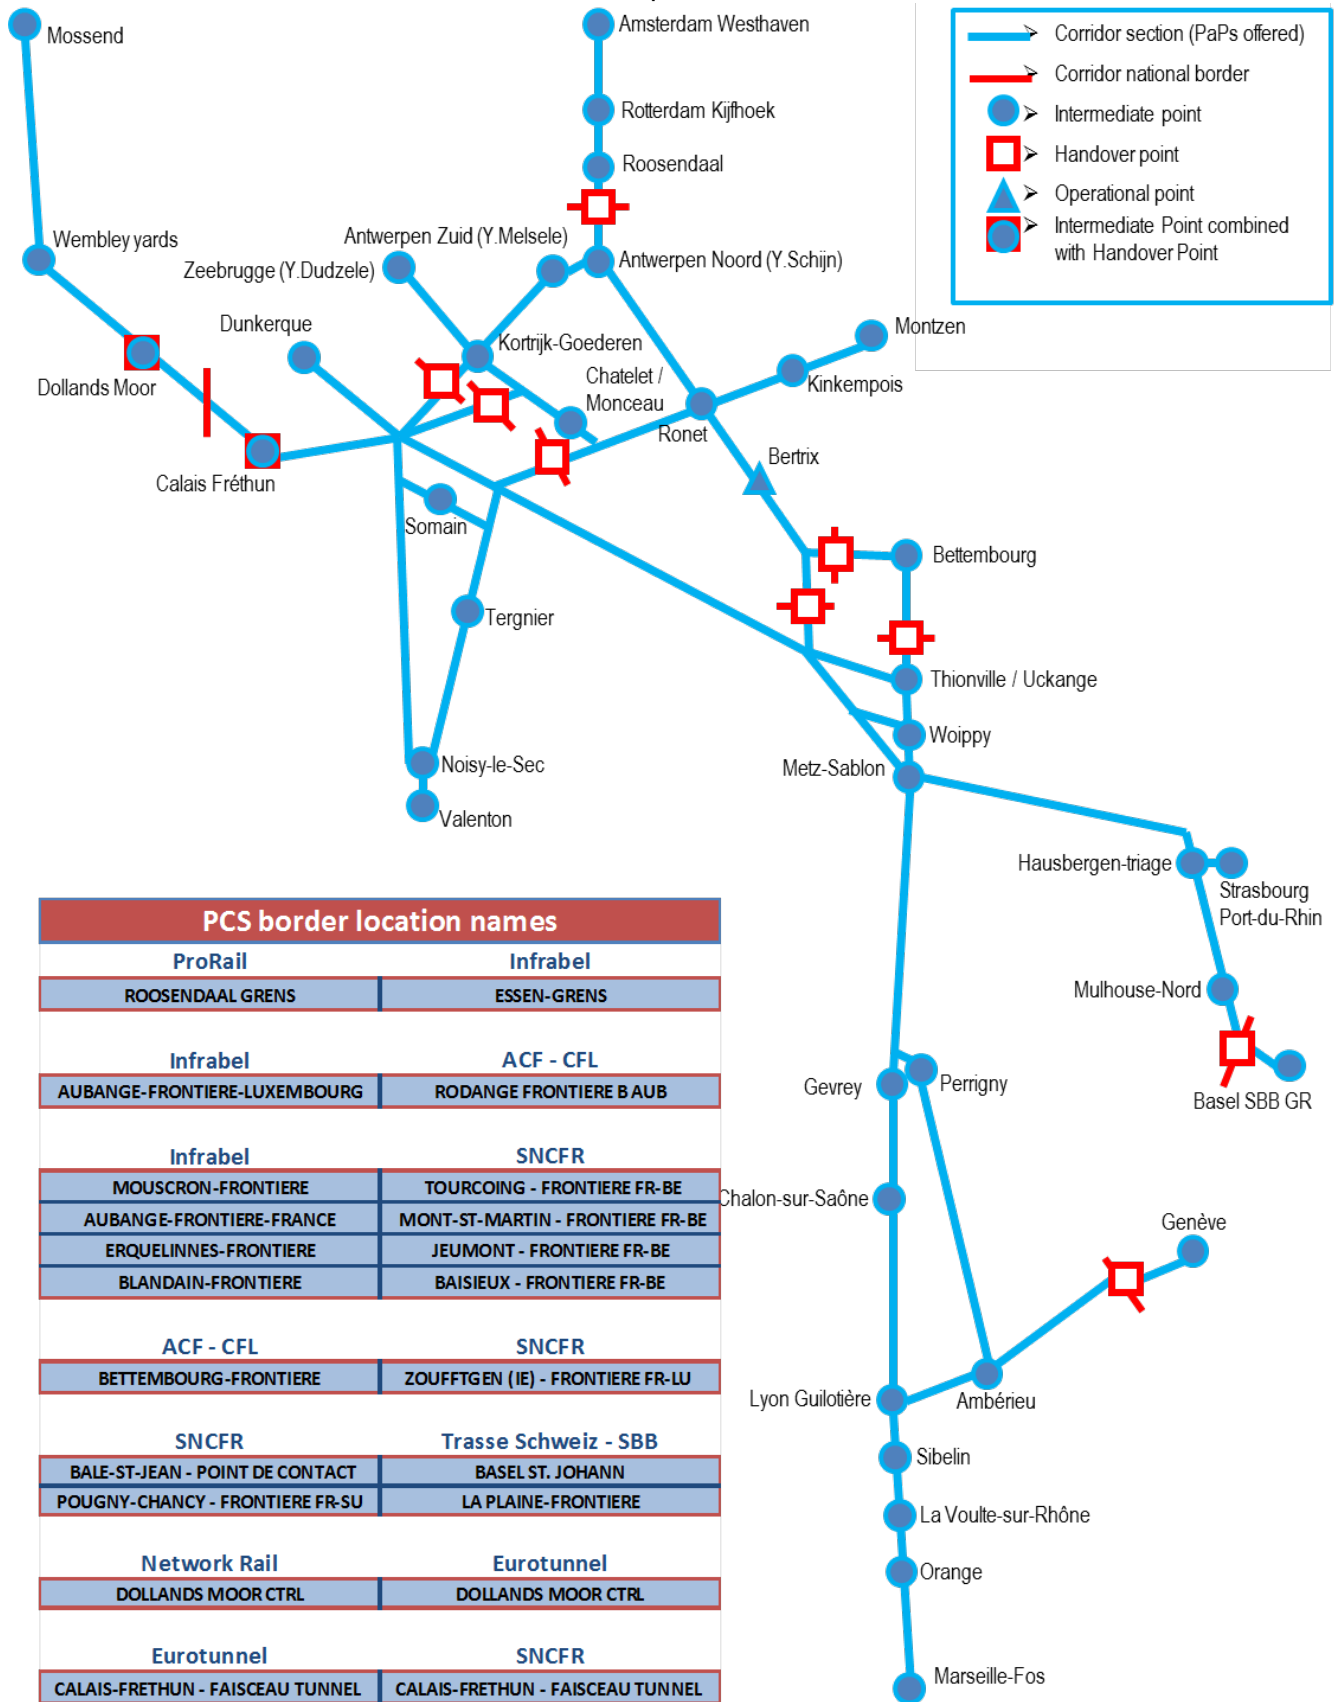 Mossend
Amsterdam Westhaven
Corridor section (PaPs offered)
Corridor national border
Intermediate point
Handover point
Operational point
Intermediate Point combined
with Handover Point
Rotterdam Kijfhoek
Roosendaal
Wembley yards
Antwerpen Zuid (Y.Melsele)
Zeebrugge (Y.Dudzele)
Antwerpen Noord (Y.Schijn)
Dunkerque
Montzen
Kortrijk-Goederen
Dollands Moor
Chatelet /
Monceau
Kinkempois
Ronet
Calais Fréthun
Bertrix
Somain
Bettembourg
Tergnier
Thionville / Uckange
Woippy
Noisy-le-Sec
Metz-Sablon
Valenton
Hausbergen-triage
Strasbourg
Port-du-Rhin
Mulhouse-Nord
Gevrey
Perrigny
Basel SBB GR
Chalon-sur-Saône
Genève
Lyon Guilotière
Ambérieu
Sibelin
La Voulte-sur-Rhône
Orange
Marseille-Fos
PCS border location names
ProRail Infrabel
ROOSENDAAL GRENS ESSEN-GRENS
Infrabel ACF - CFL
AUBANGE-FRONTIERE-LUXEMBOURG RODANGE FRONTIERE B AUB
Infrabel SNCFR
MOUSCRON-FRONTIERE TOURCOING - FRONTIERE FR-BE
AUBANGE-FRONTIERE-FRANCE MONT-ST-MARTIN - FRONTIERE FR-BE
ERQUELINNES-FRONTIERE JEUMONT - FRONTIERE FR-BE
BLANDAIN-FRONTIERE BAISIEUX - FRONTIERE FR-BE
ACF - CFL SNCFR
BETTEMBOURG-FRONTIERE ZOUFFTGEN (IE) - FRONTIERE FR-LU
SNCFR Trasse Schweiz - SBB
BALE-ST-JEAN - POINT DE CONTACT BASEL ST. JOHANN
POUGNY-CHANCY - FRONTIERE FR-SU LA PLAINE-FRONTIERE
Network Rail Eurotunnel
DOLLANDS MOOR CTRL DOLLANDS MOOR CTRL
Eurotunnel SNCFR
CALAIS-FRETHUN - FAISCEAU TUNNEL CALAIS-FRETHUN - FAISCEAU TUNNEL